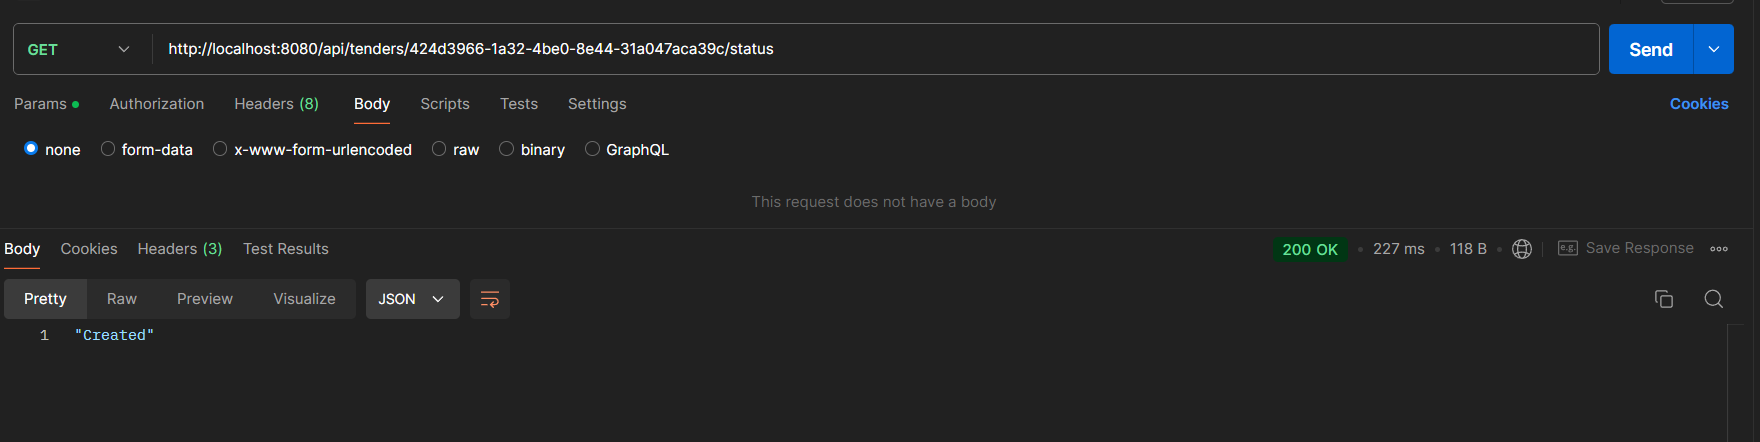 GET http://localhost:8080/api/tenders/424d3966-1a32-4be0-8e44-31a047aca39c/status Send
Params Authorization Headers (8) Body Scripts Tests Settings Cookies
none form-data x-www-form-urlencoded raw binary GraphQL
This request does not have a body
Body Cookies Headers (3) Test Results 200 OK 227 ms 118 B e.g. Save Response
Pretty Raw Preview Visualize JSON
1 "Created"